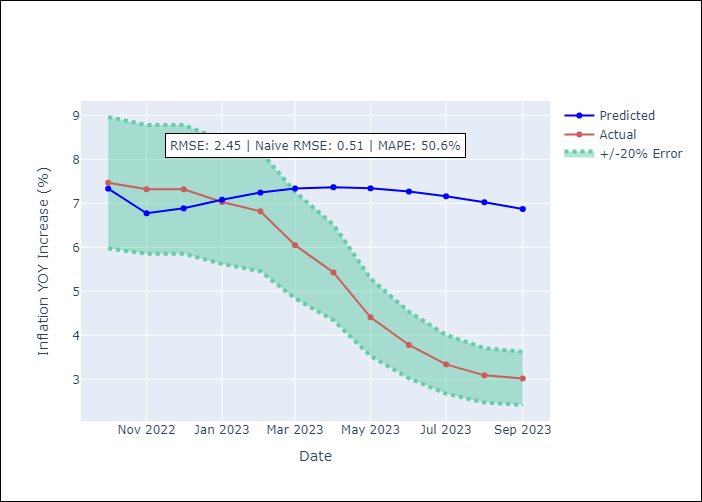 RMSE: 2.45 | Naive RMSE: 0.51 | MAPE: 50.6%
Predicted
Actual
+/-20% Error
Inflation YOY Increase (%)
9
8
7
6
5
4
3
Nov 2022
Jan 2023
Mar 2023
May 2023
Jul 2023
Sep 2023
Date